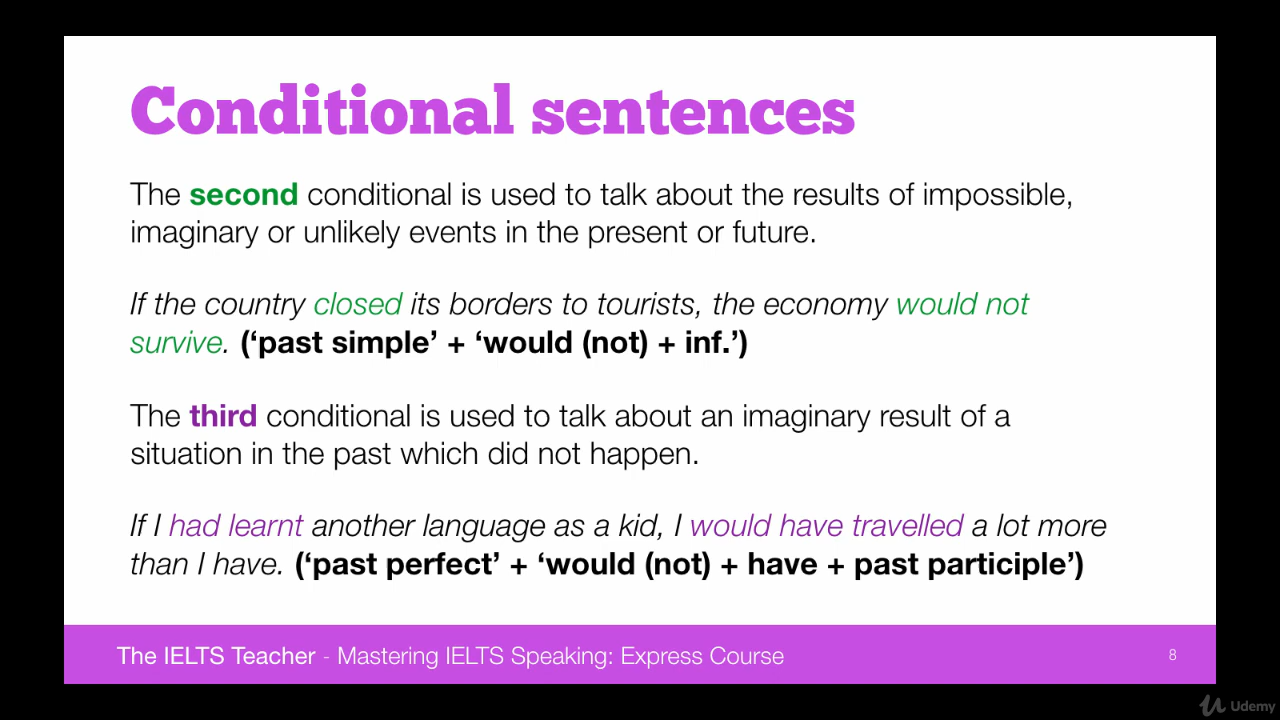 Conditional sentences
The second conditional is used to talk about the results of impossible,
imaginary or unlikely events in the present or future.
If the country closed its borders to tourists, the economy would not
survive. (‘past simple’ + ‘would (not) + inf.’)
The third conditional is used to talk about an imaginary result of a
situation in the past which did not happen.
If I had learnt another language as a kid, I would have travelled a lot more
than I have. (‘past perfect’ + ‘would (not) + have + past participle’)
The IELTS Teacher - Mastering IELTS Speaking: Express Course
8
Udemy